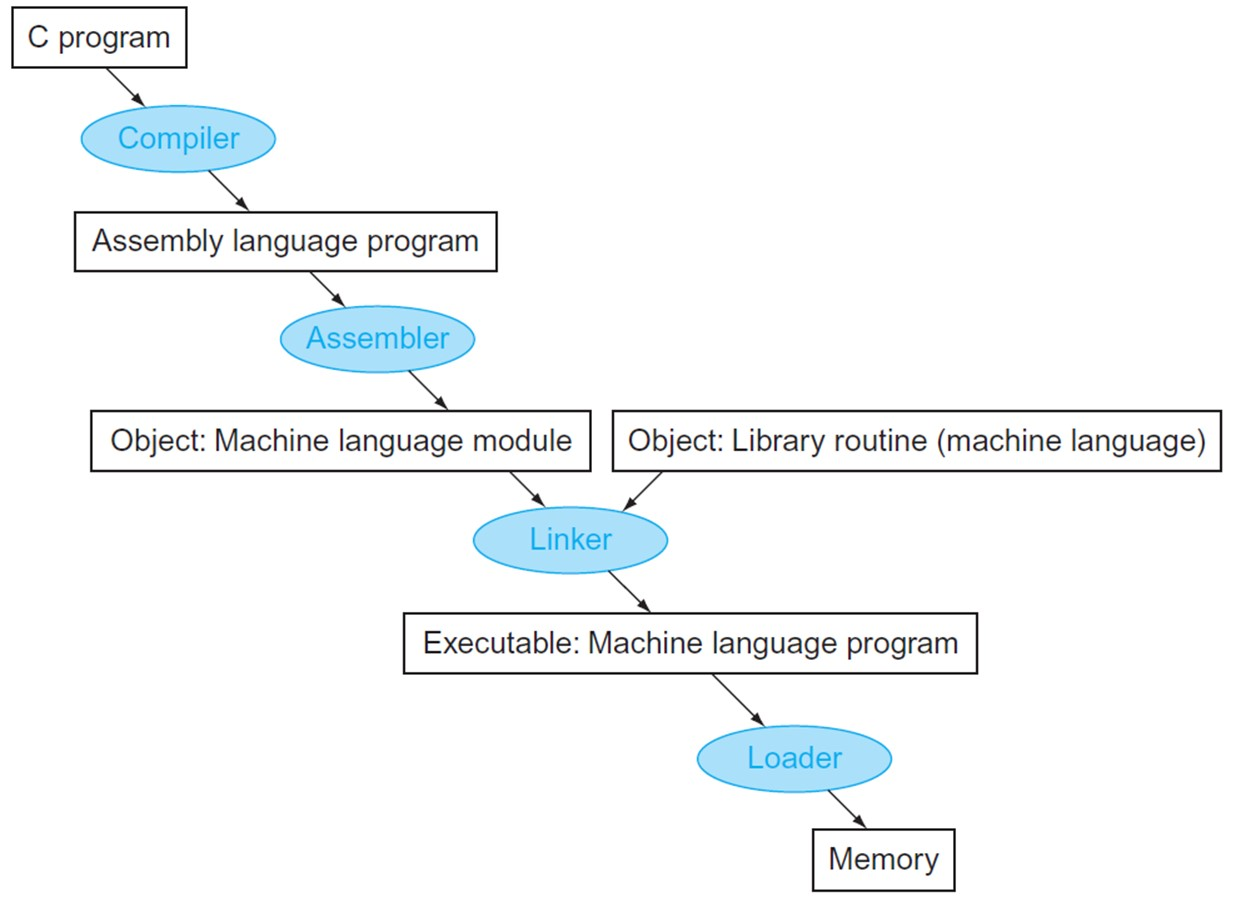 C program
Compiler
Assembly language program
Assembler
Object: Machine language module
Object: Library routine (machine language)
Linker
Executable: Machine language program
Loader
Memory